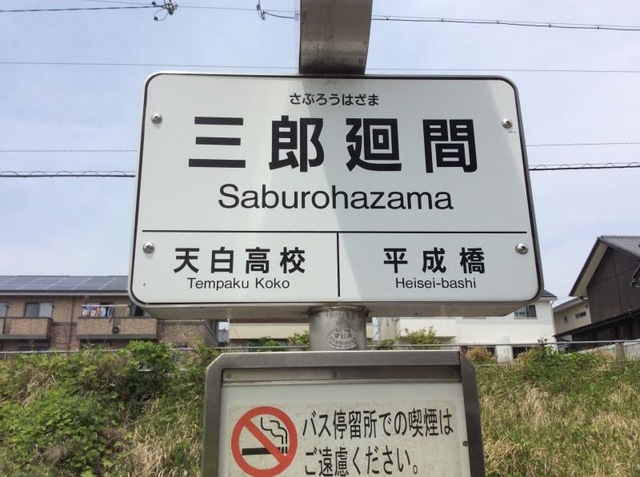 さぶろうはざま
三郎廻間
Saburohazama
天白高校
Tempaku Koko
平成橋
Heisei-bashi
バス停留所での喫煙は
ご遠慮ください。